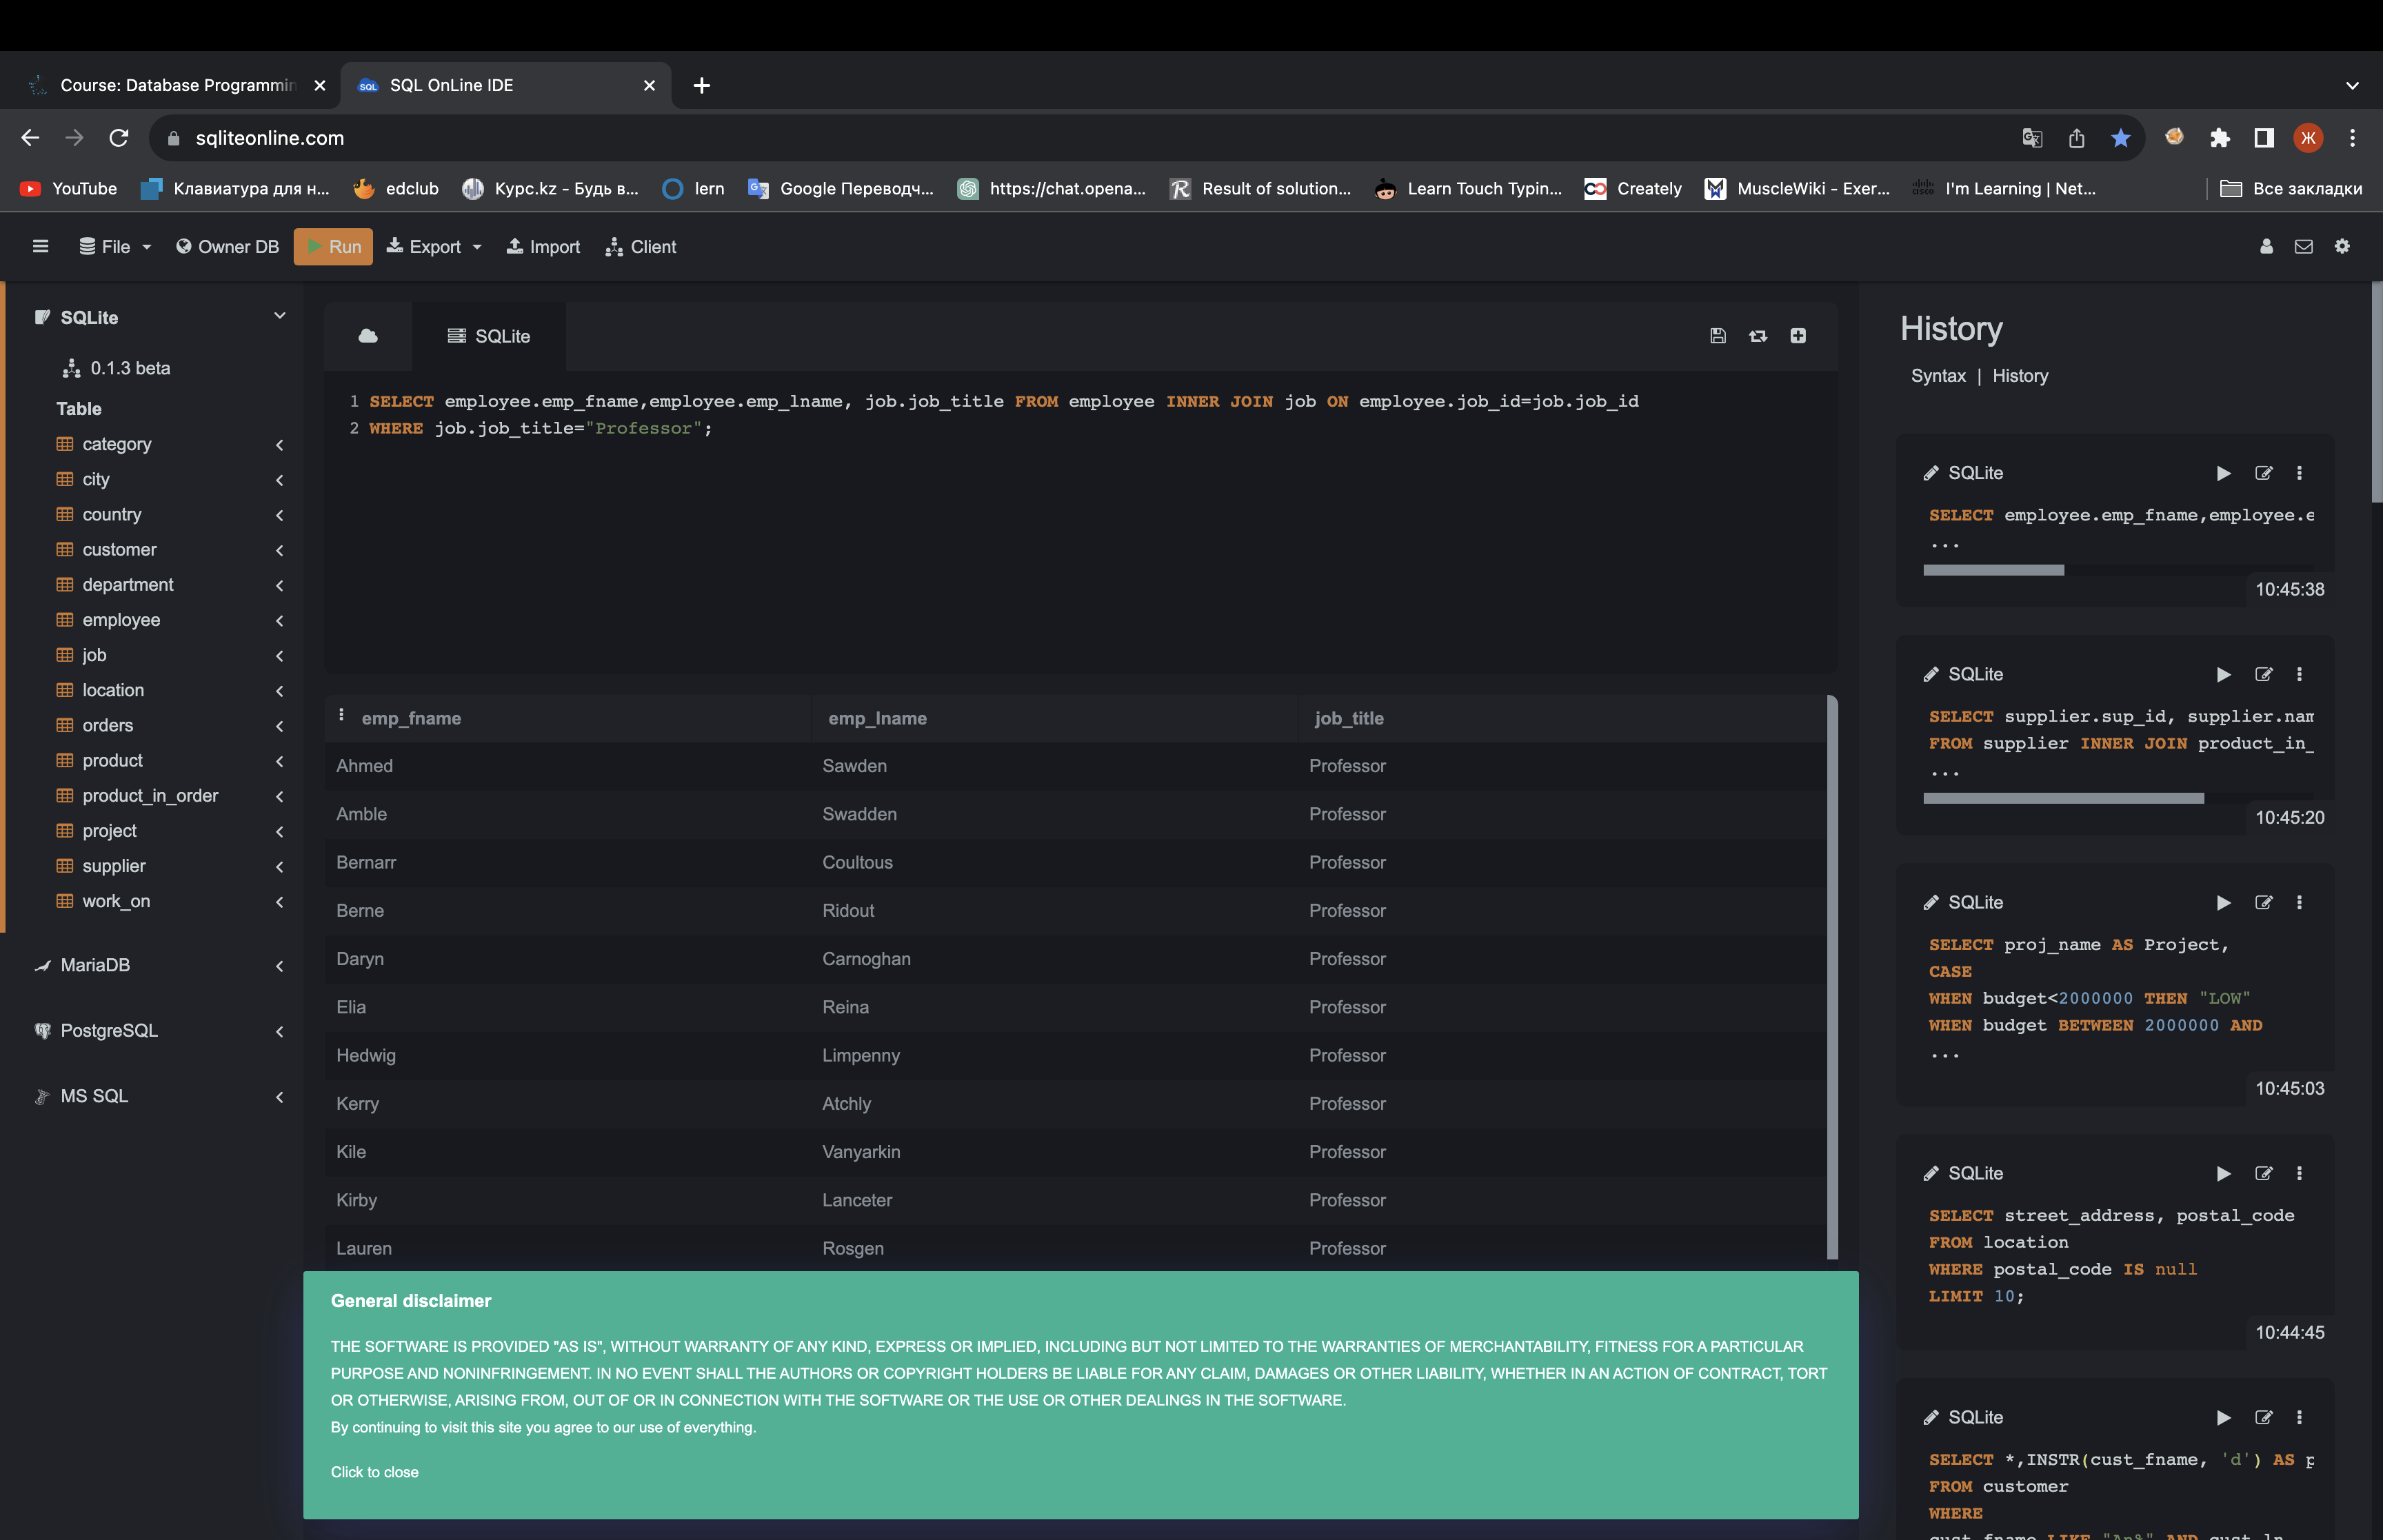 Course: Database Programmin
SQL OnLine IDE
sqliteonline.com
Ж
YouTube
Клавиатура для н...
edclub
Курс.kz - Будь в...
lern
Google Переводч...
https://chat.opena...
Result of solution...
Learn Touch Typin...
Creately
MuscleWiki - Exer...
I'm Learning | Net...
Все закладки
File
Owner DB
Run
Export
Import
Client
SQLite
0.1.3 beta
Table
category
city
country
customer
department
employee
job
location
orders
product
product_in_order
project
supplier
work_on
MariaDB
PostgreSQL
MS SQL
SQLite
1 SELECT employee.emp_fname,employee.emp_lname, job.job_title FROM employee INNER JOIN job ON employee.job_id=job.job_id
2 WHERE job.job_title="Professor";
emp_fname emp_lname job_title
Ahmed Sawden Professor
Amble Swadden Professor
Bernarr Coultous Professor
Berne Ridout Professor
Daryn Carnoghan Professor
Elia Reina Professor
Hedwig Limpenny Professor
Kerry Atchly Professor
Kile Vanyarkin Professor
Kirby Lanceter Professor
Lauren Rosgen Professor
General disclaimer
THE SOFTWARE IS PROVIDED "AS IS", WITHOUT WARRANTY OF ANY KIND, EXPRESS OR IMPLIED, INCLUDING BUT NOT LIMITED TO THE WARRANTIES OF MERCHANTABILITY, FITNESS FOR A PARTICULAR
PURPOSE AND NONINFRINGEMENT. IN NO EVENT SHALL THE AUTHORS OR COPYRIGHT HOLDERS BE LIABLE FOR ANY CLAIM, DAMAGES OR OTHER LIABILITY, WHETHER IN AN ACTION OF CONTRACT, TORT
OR OTHERWISE, ARISING FROM, OUT OF OR IN CONNECTION WITH THE SOFTWARE OR THE USE OR OTHER DEALINGS IN THE SOFTWARE.
By continuing to visit this site you agree to our use of everything.
Click to close
History
Syntax | History
SQLite
SELECT employee.emp_fname,employee.e
...
10:45:38
SQLite
SELECT supplier.sup_id, supplier.nam
FROM supplier INNER JOIN product_in_
...
10:45:20
SQLite
SELECT proj_name AS Project,
CASE
WHEN budget<2000000 THEN "LOW"
WHEN budget BETWEEN 2000000 AND
...
10:45:03
SQLite
SELECT street_address, postal_code
FROM location
WHERE postal_code IS null
LIMIT 10;
10:44:45
SQLite
SELECT *,INSTR(cust_fname, 'd') AS p
FROM customer
WHERE